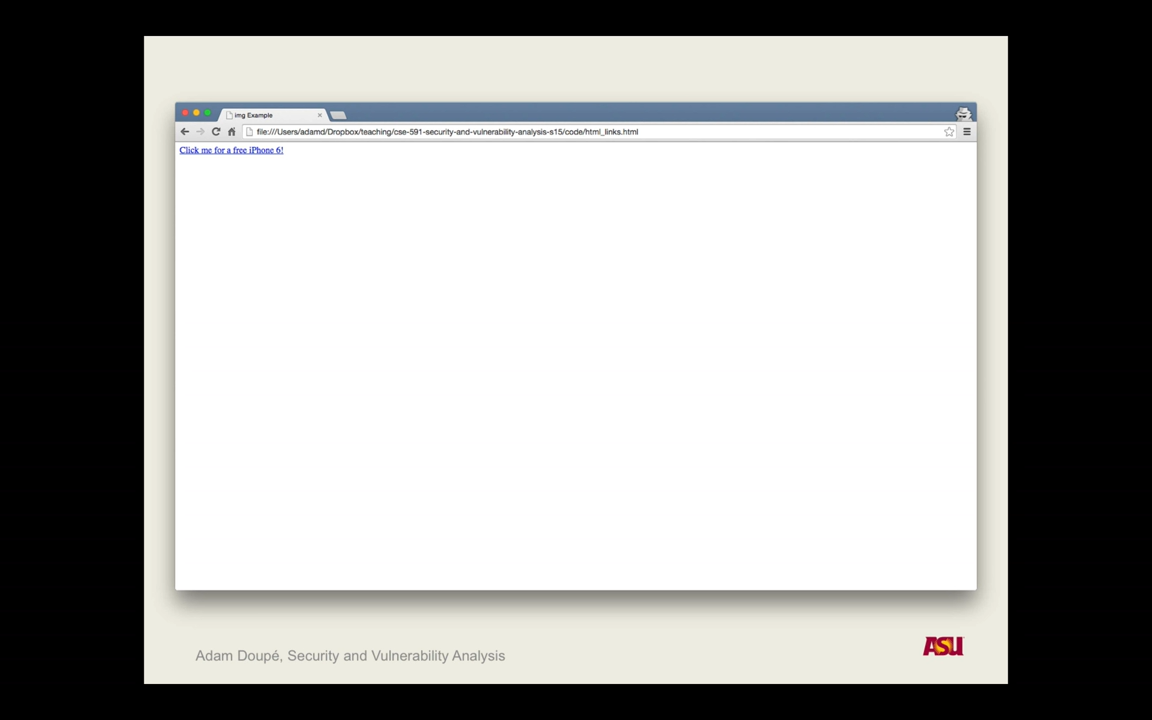 img Example
file:///Users/adamd/Dropbox/teaching/cse-591-security-and-vulnerability-analysis-s15/code/html_links.html
Click me for a free iPhone 6!
Adam Doupé, Security and Vulnerability Analysis
ASU